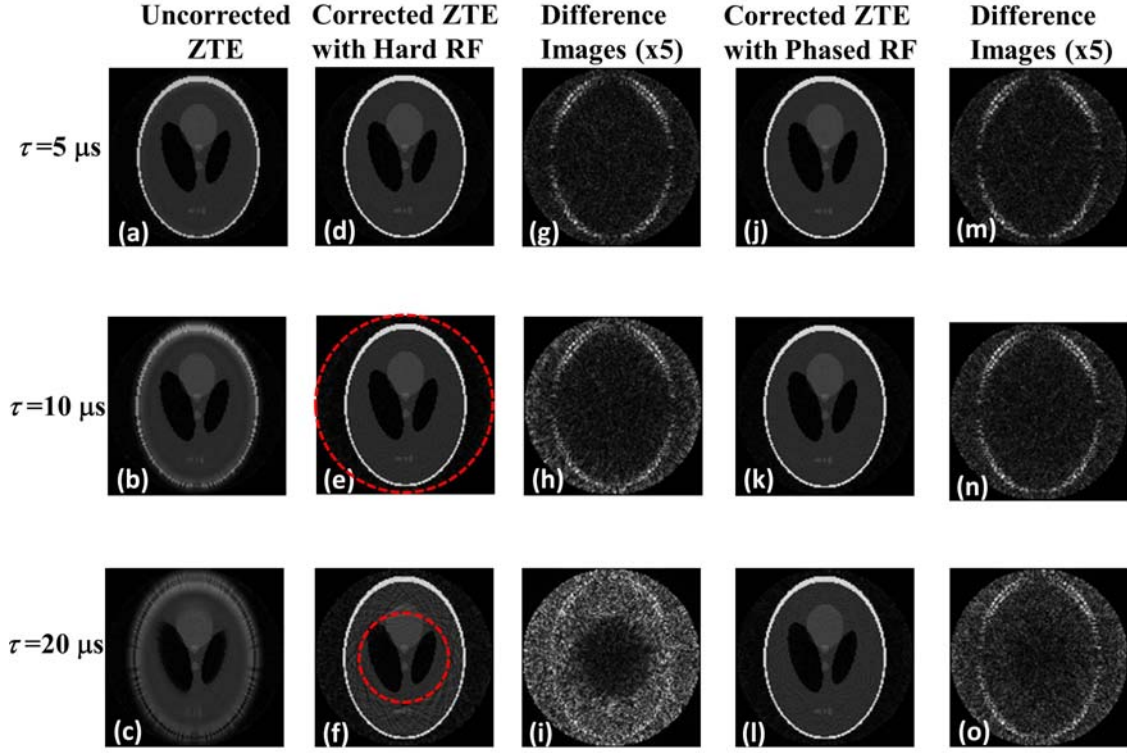 Uncorrected
ZTE
Corrected ZTE
with Hard RF
Difference
Images (x5)
Corrected ZTE
with Phased RF
Difference
Images (x5)
τ=5 μs
(a)
(d)
(g)
(j)
(m)
τ=10 μs
(b)
(e)
(h)
(k)
(n)
τ=20 μs
(c)
(f)
(i)
(l)
(o)